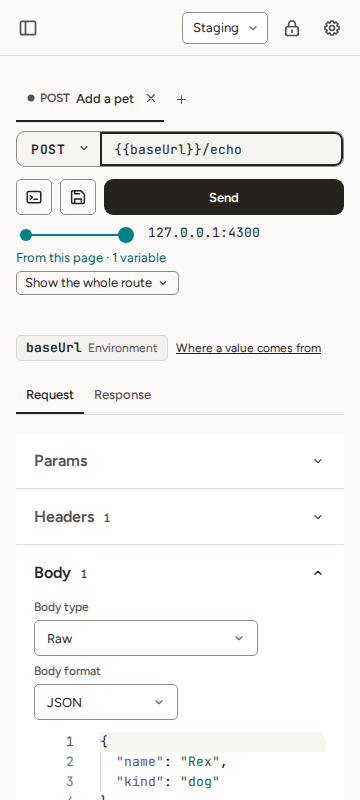 Staging
POST Add a pet
POST {{baseUrl}}/echo
Send
127.0.0.1:4300
From this page · 1 variable
Show the whole route
baseUrl Environment Where a value comes from
Request Response
Params
Headers 1
Body 1
Body type
Raw
Body format
JSON
1 {
2 "name": "Rex",
3 "kind": "dog"